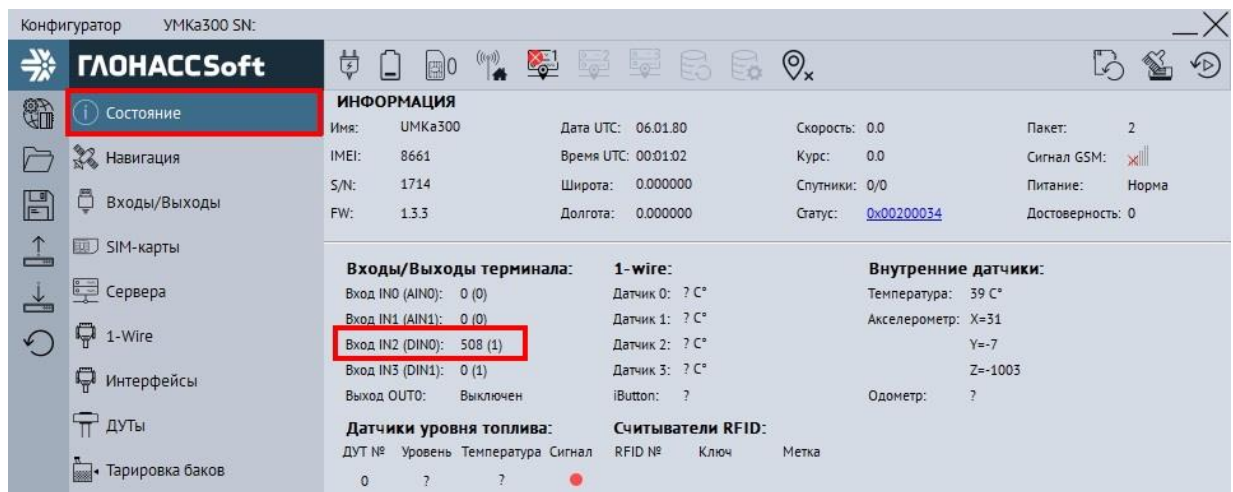 Конфигуратор УМКа300 SN:
ГЛОНАССSoft
0
1
Состояние
Навигация
Входы/Выходы
SIM-карты
Сервера
1-Wire
Интерфейсы
ДУТы
Тарировка баков
ИНФОРМАЦИЯ
Имя: UMKa300 Дата UTC: 06.01.80 Скорость: 0.0 Пакет: 2
IMEI: 8661 Время UTC: 00:01:02 Курс: 0.0 Сигнал GSM:
S/N: 1714 Широта: 0.000000 Спутники: 0/0 Питание: Норма
FW: 1.3.3 Долгота: 0.000000 Статус: 0x00200034 Достоверность: 0
Входы/Выходы терминала:
Вход IN0 (AIN0): 0 (0)
Вход IN1 (AIN1): 0 (0)
Вход IN2 (DIN0): 508 (1)
Вход IN3 (DIN1): 0 (1)
Выход OUT0: Выключен
1-wire:
Датчик 0: ? C°
Датчик 1: ? C°
Датчик 2: ? C°
Датчик 3: ? C°
iButton: ?
Внутренние датчики:
Температура: 39 C°
Акселерометр: X=31
Y=-7
Z=-1003
Одометр: ?
Датчики уровня топлива:
ДУТ № Уровень Температура Сигнал
0 ? ?
Считыватели RFID:
RFID № Ключ Метка